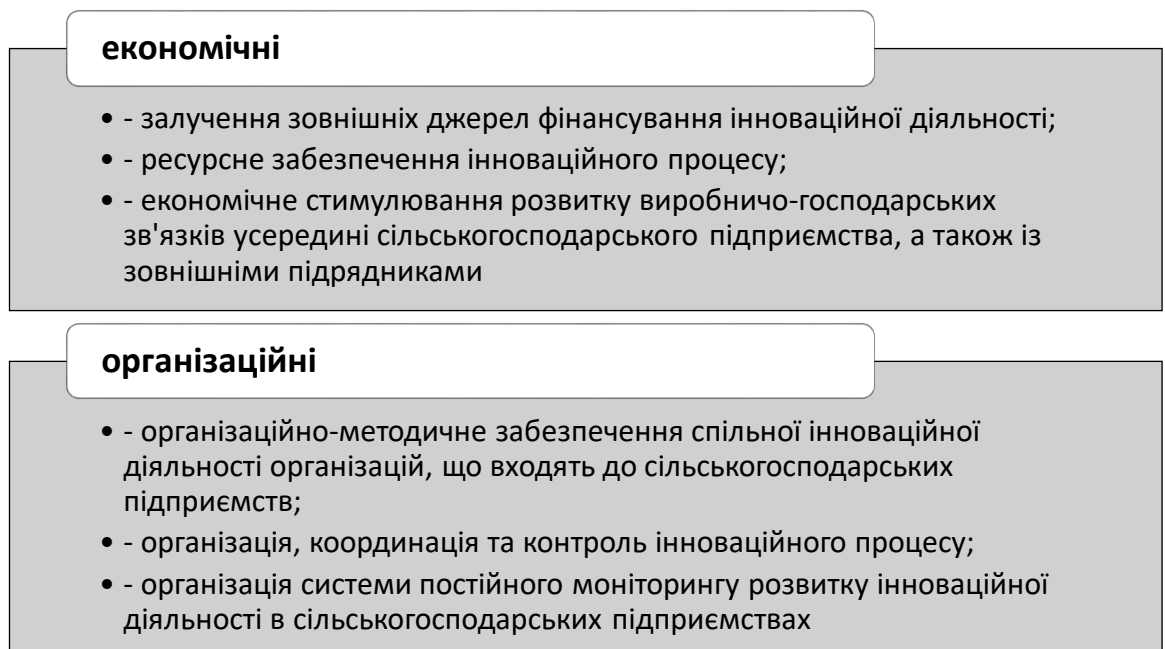 економічні
• - залучення зовнішніх джерел фінансування інноваційної діяльності;
• - ресурсне забезпечення інноваційного процесу;
• - економічне стимулювання розвитку виробничо-господарських
зв'язків усередині сільськогосподарського підприємства, а також із
зовнішніми підрядниками
організаційні
• - організаційно-методичне забезпечення спільної інноваційної
діяльності організацій, що входять до сільськогосподарських
підприємств;
• - організація, координація та контроль інноваційного процесу;
• - організація системи постійного моніторингу розвитку інноваційної
діяльності в сільськогосподарських підприємствах